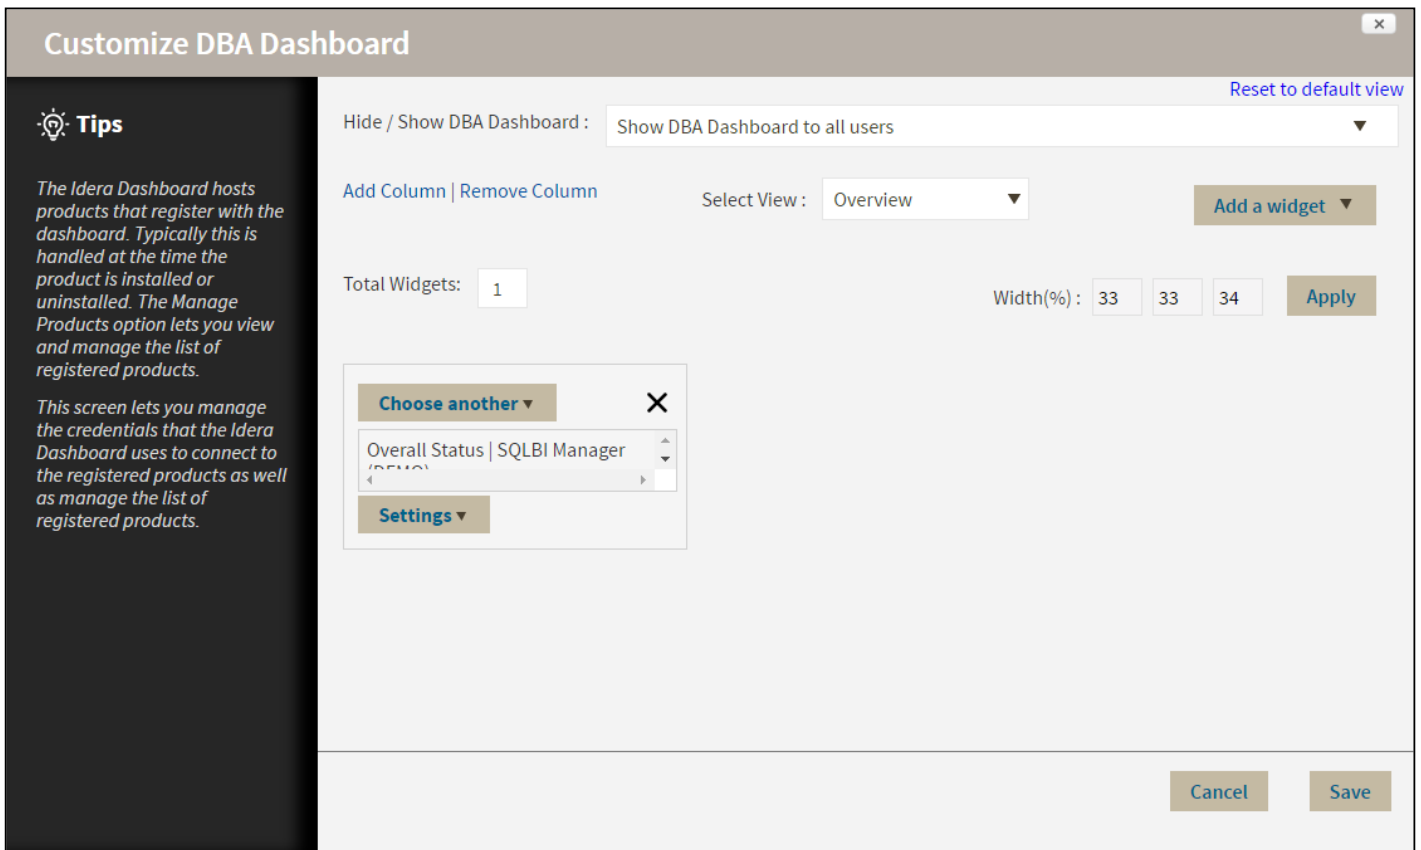 Customize DBA Dashboard
×
Reset to default view
Tips
The Idera Dashboard hosts
products that register with the
dashboard. Typically this is
handled at the time the
product is installed or
uninstalled. The Manage
Products option lets you view
and manage the list of
registered products.
This screen lets you manage
the credentials that the Idera
Dashboard uses to connect to
the registered products as well
as manage the list of
registered products.
Hide / Show DBA Dashboard : Show DBA Dashboard to all users
Add Column | Remove Column
Select View : Overview
Add a widget
Total Widgets: 1
Width(%) : 33 33 34 Apply
Choose another
Overall Status | SQLBI Manager
(DEMO)
Settings
Cancel Save